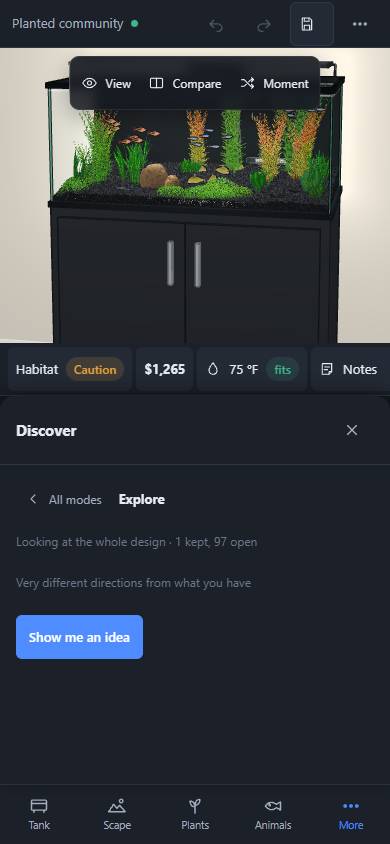 Planted community
View Compare Moment
Habitat Caution $1,265 75 °F fits Notes
Discover
All modes Explore
Looking at the whole design · 1 kept, 97 open
Very different directions from what you have
Show me an idea
Tank Scape Plants Animals More